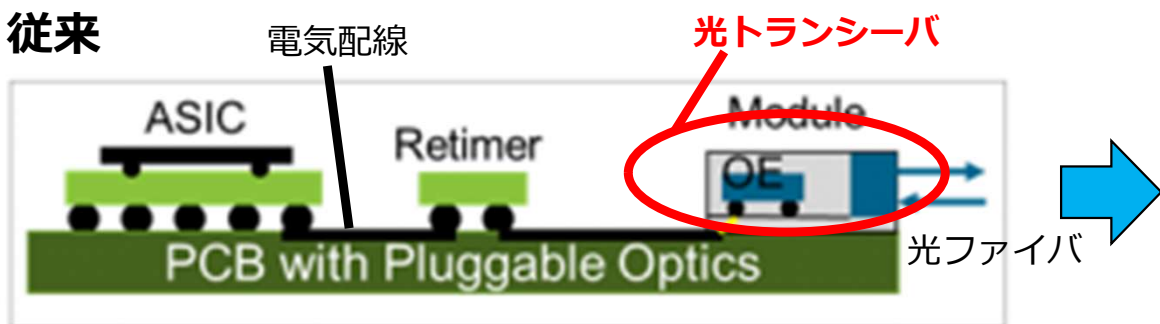 従来
電気配線
光トランシーバ
ASIC
Retimer
Module
OE
PCB with Pluggable Optics
光ファイバ